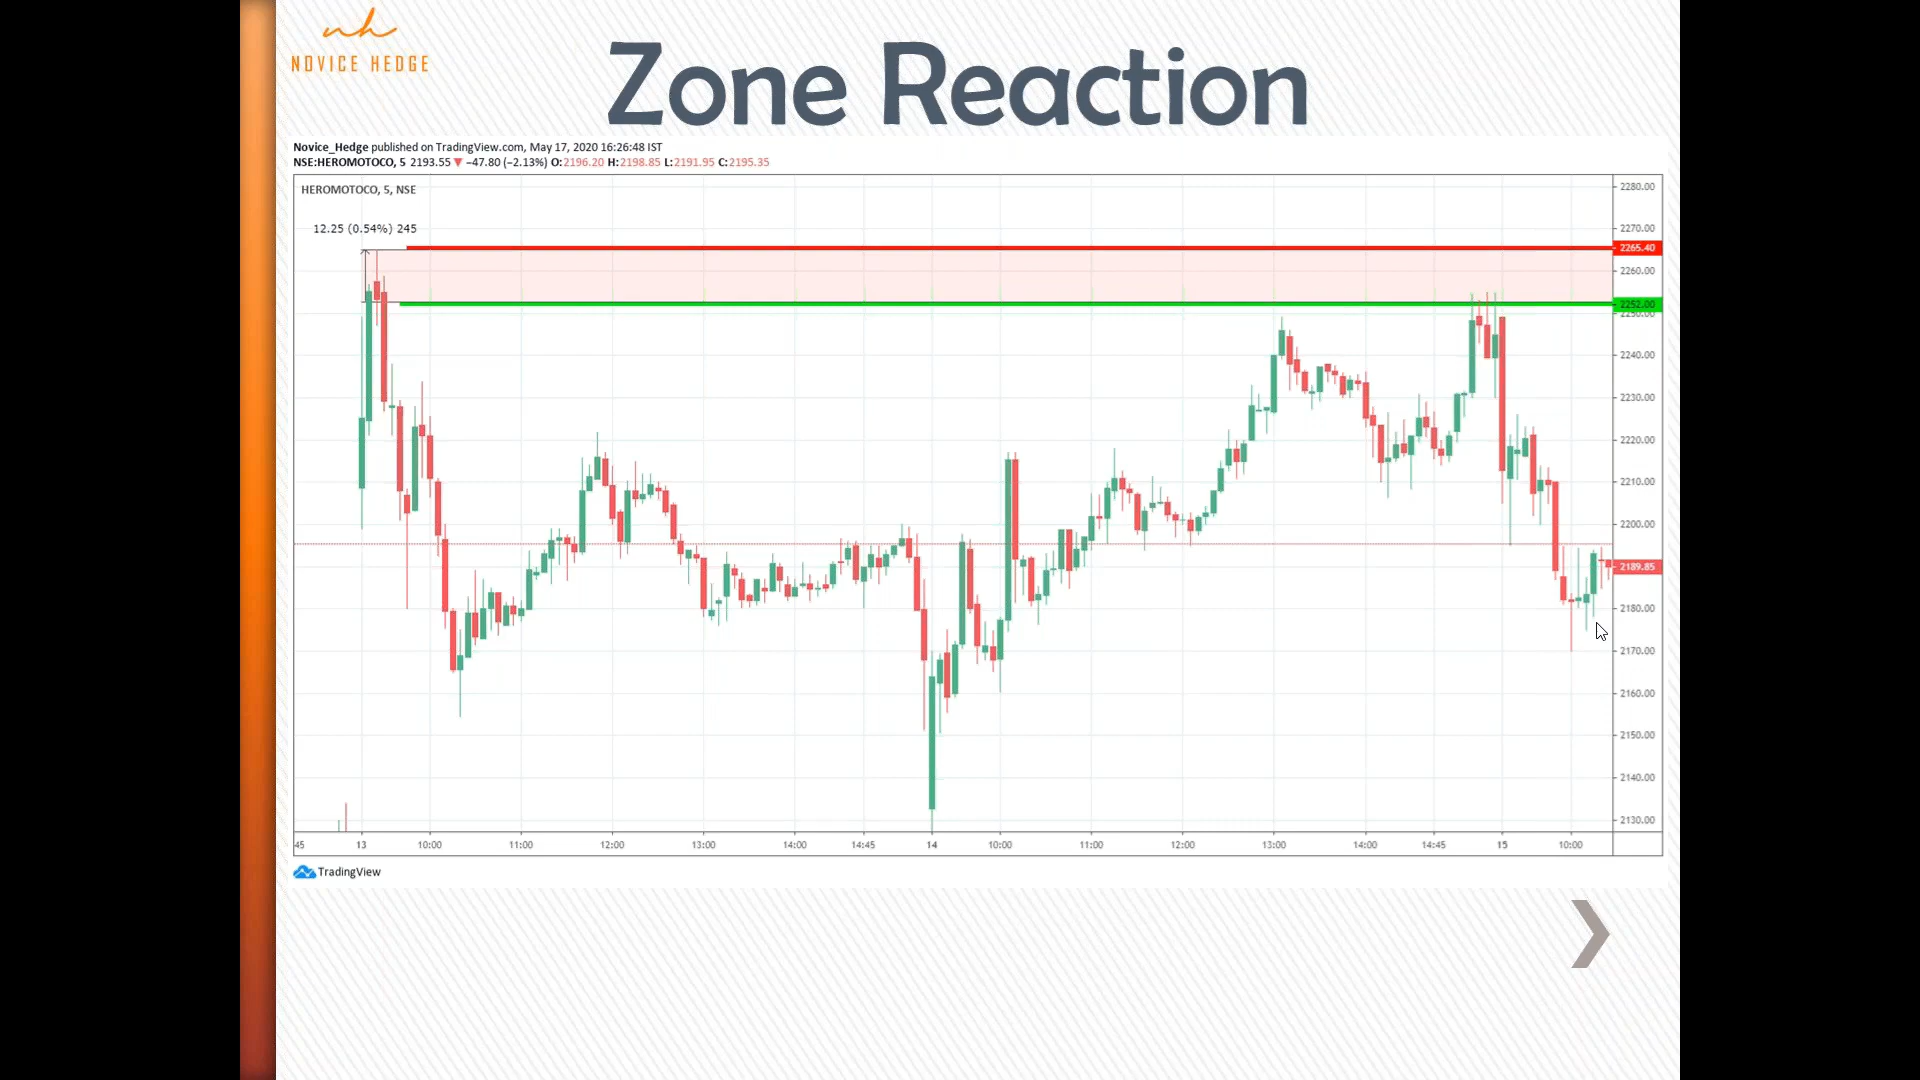 nh
NOVICE HEDGE
Zone Reaction
Novice_Hedge published on TradingView.com, May 17, 2020 16:26:48 IST
NSE:HEROMOTOCO, 5 2193.55 ▼ −47.80 (−2.13%) O:2196.20 H:2198.85 L:2191.95 C:2195.35
HEROMOTOCO, 5, NSE
12.25 (0.54%) 245
2280.00
2270.00
2265.40
2260.00
2252.00
2250.00
2240.00
2230.00
2220.00
2210.00
2200.00
2189.85
2180.00
2170.00
2160.00
2150.00
2140.00
2130.00
45 13 10:00 11:00 12:00 13:00 14:00 14:45 14 10:00 11:00 12:00 13:00 14:00 14:45 15 10:00
TradingView